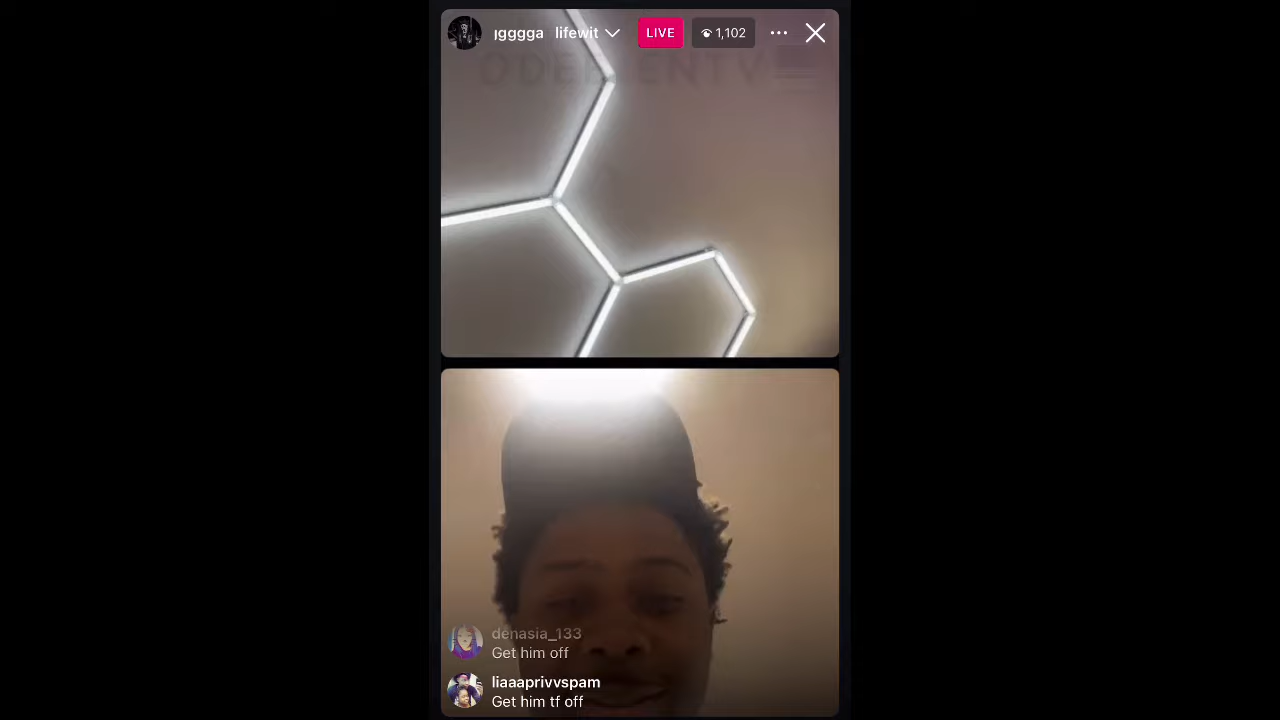 ıgggga lifewit LIVE 1,102
denasia_133
Get him off
liaaaprivvspam
Get him tf off